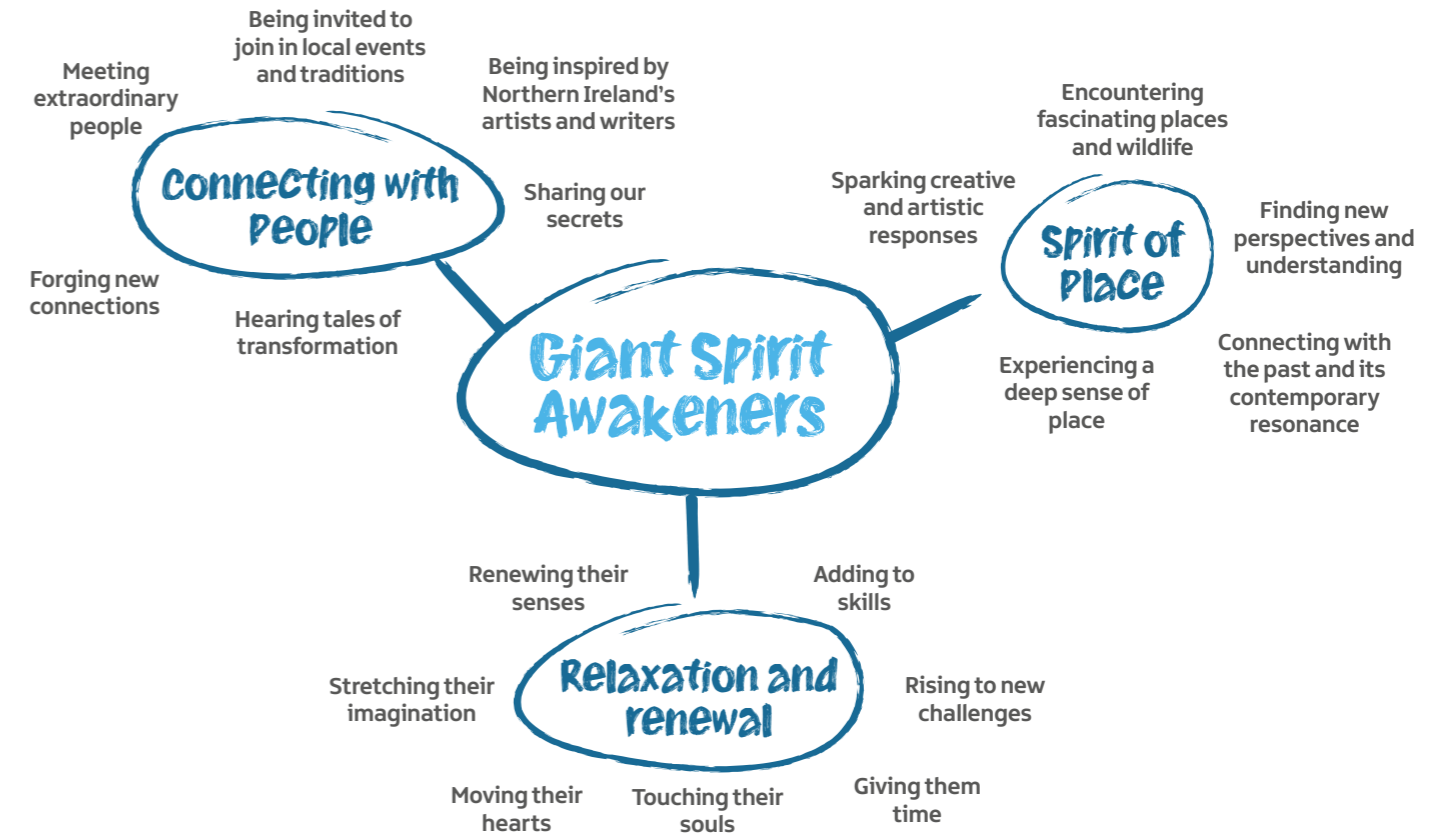 Being invited to
join in local events
and traditions
Meeting
extraordinary
people
Being inspired by
Northern Ireland's
artists and writers
Connecting with
People
Sharing our
secrets
Forging new
connections
Hearing tales of
transformation
Giant Spirit
Awakeners
Encountering
fascinating places
and wildlife
Sparking creative
and artistic
responses
Spirit of
Place
Finding new
perspectives and
understanding
Experiencing a
deep sense of
place
Connecting with
the past and its
contemporary
resonance
Renewing their
senses
Adding to
skills
Relaxation and
renewal
Stretching their
imagination
Rising to new
challenges
Moving their
hearts
Touching their
souls
Giving them
time